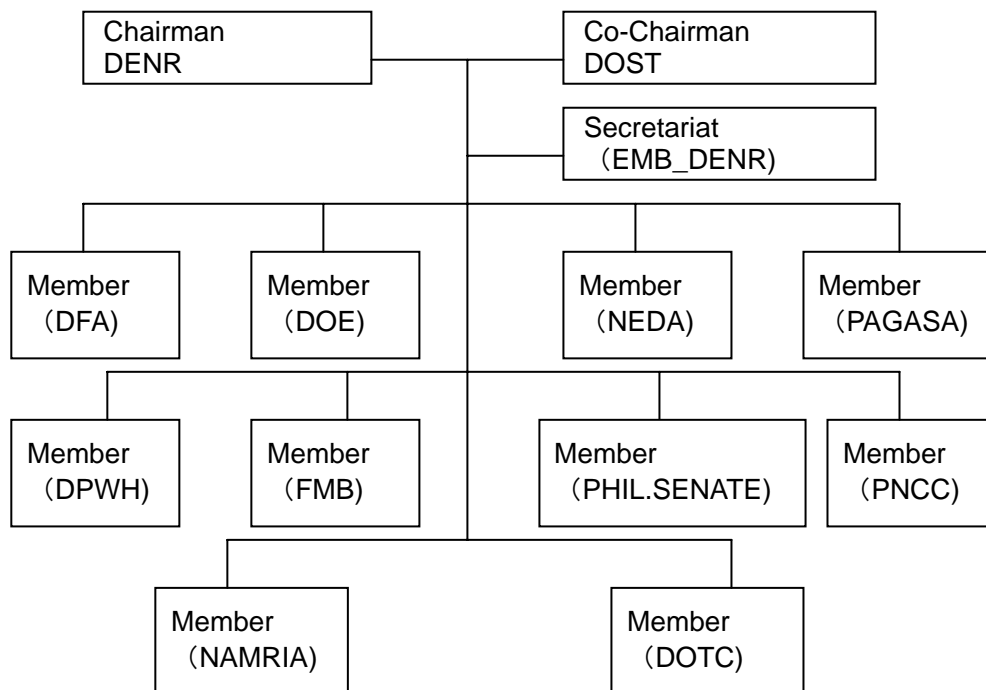 Chairman
DENR
Co-Chairman
DOST
Secretariat
（EMB_DENR)
Member
（DFA)
Member
（DOE)
Member
（NEDA)
Member
（PAGASA)
Member
（DPWH)
Member
（FMB)
Member
（PHIL.SENATE)
Member
（PNCC)
Member
（NAMRIA)
Member
（DOTC)